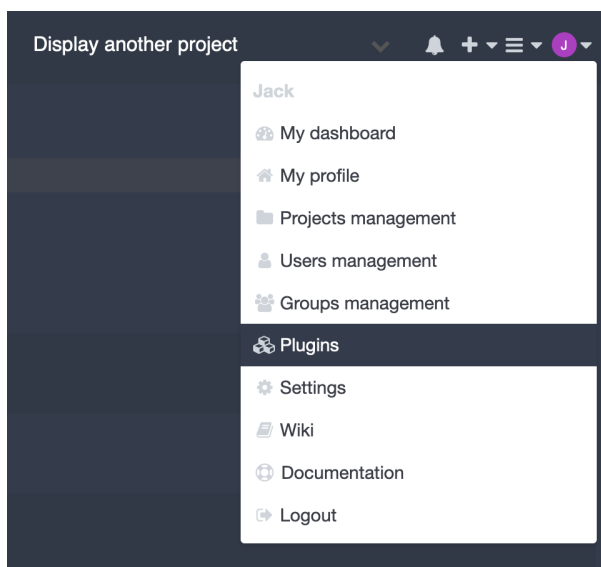 Display another project
J
Jack
My dashboard
My profile
Projects management
Users management
Groups management
Plugins
Settings
Wiki
Documentation
Logout